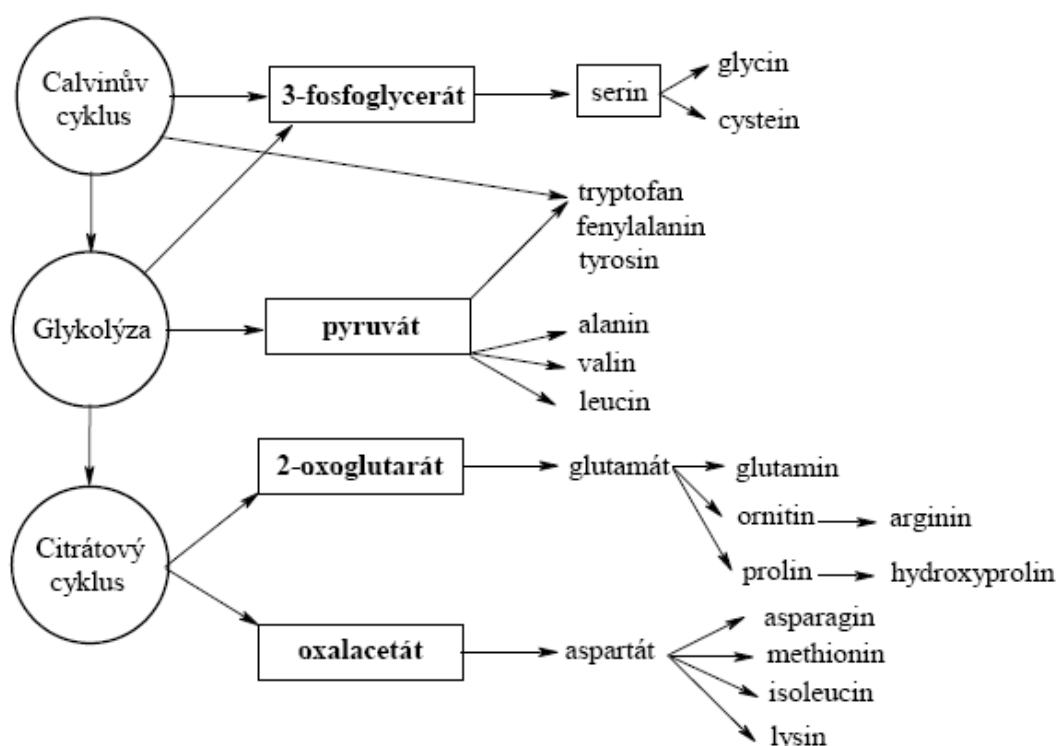 Calvinův
cyklus
3-fosfoglycerát
serin
glycin
cystein
tryptofan
fenylalanin
tyrosin
Glykolýza
pyruvát
alanin
valin
leucin
2-oxoglutarát
glutamát
glutamin
ornitin
arginin
prolin
hydroxyprolin
Citrátový
cyklus
oxalacetát
aspartát
asparagin
methionin
isoleucin
lysin